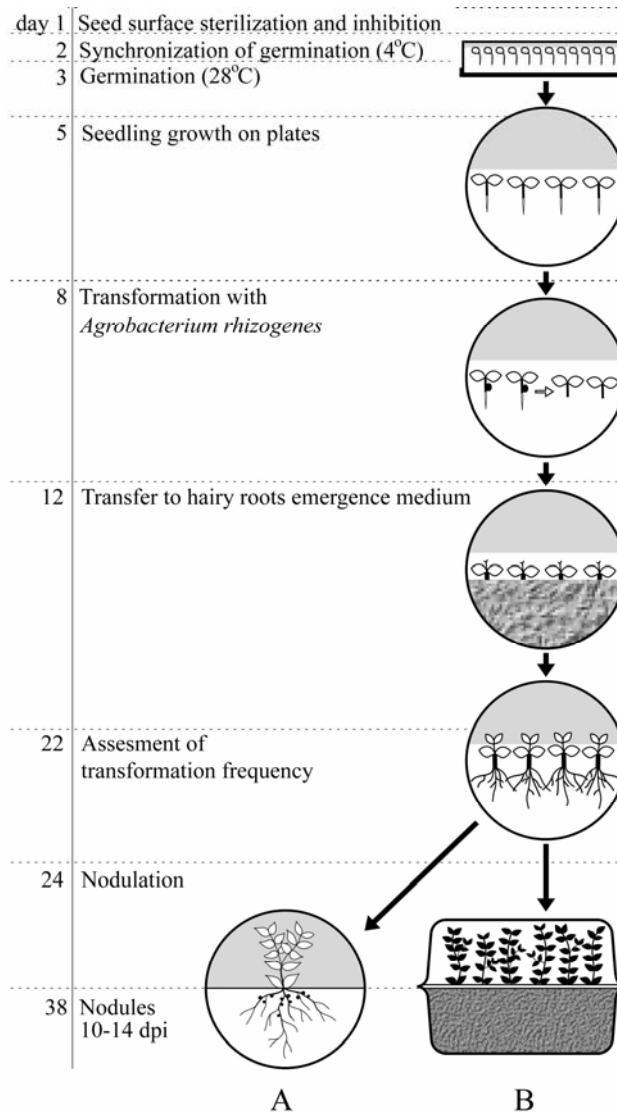 day 1 Seed surface sterilization and inhibition
2 Synchronization of germination (4°C)
3 Germination (28°C)
5 Seedling growth on plates
8 Transformation with
Agrobacterium rhizogenes
12 Transfer to hairy roots emergence medium
22 Assesment of
transformation frequency
24 Nodulation
38 Nodules
10-14 dpi
A B